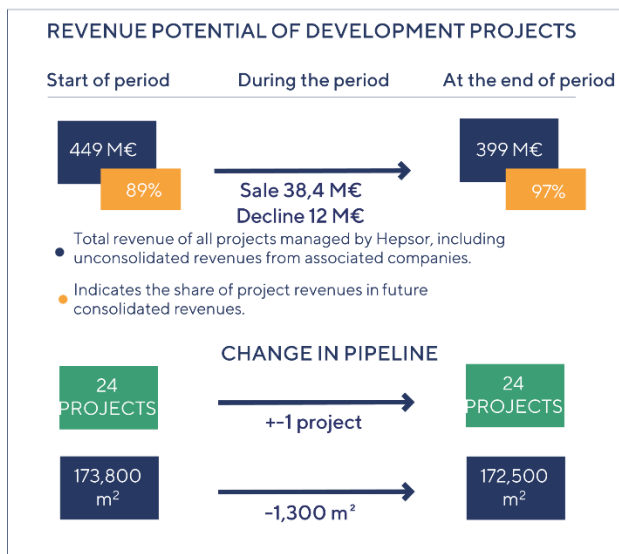 REVENUE POTENTIAL OF DEVELOPMENT PROJECTS
Start of period During the period At the end of period
449 M€
89%
Sale 38,4 M€
Decline 12 M€
399 M€
97%
Total revenue of all projects managed by Hepsor, including
unconsolidated revenues from associated companies.
Indicates the share of project revenues in future
consolidated revenues.
CHANGE IN PIPELINE
24
PROJECTS
+-1 project
24
PROJECTS
173,800
m²
-1,300 m²
172,500
m²